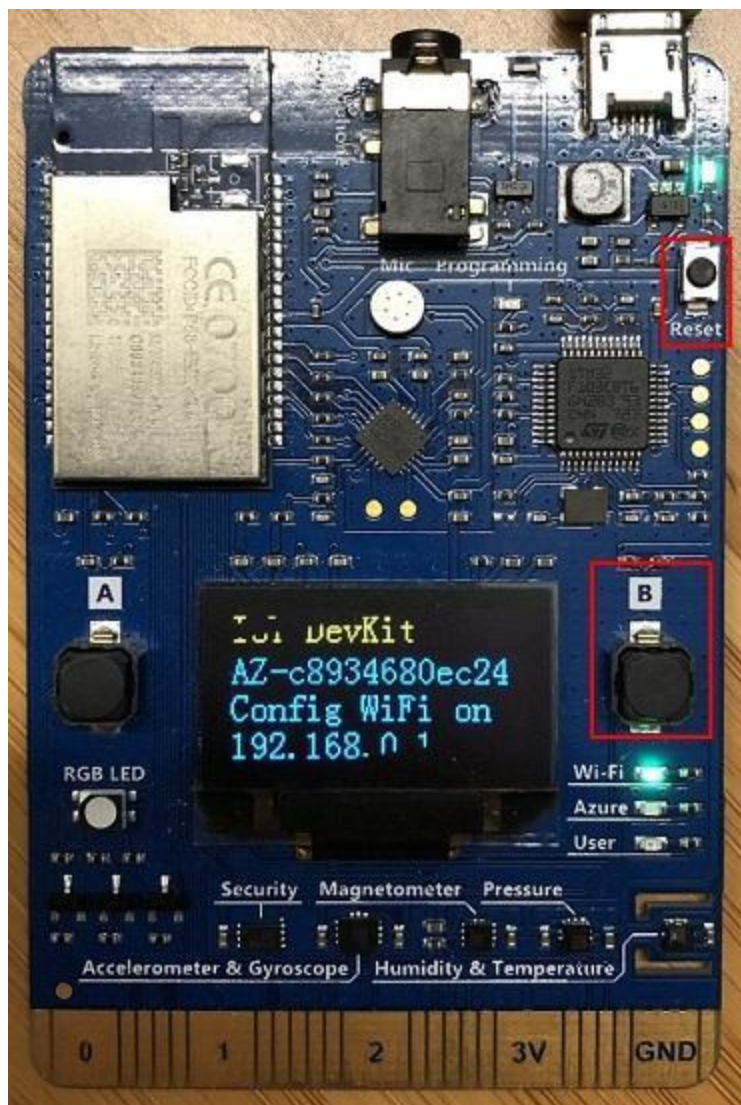 Mic Programming
Reset
STM32
A
B
IoT DevKit
AZ-c8934680ec24
Config WiFi on
192.168.0.1
RGB LED
Wi-Fi
Azure
User
Security Magnetometer Pressure
Accelerometer & Gyroscope Humidity & Temperature
0 1 2 3V GND